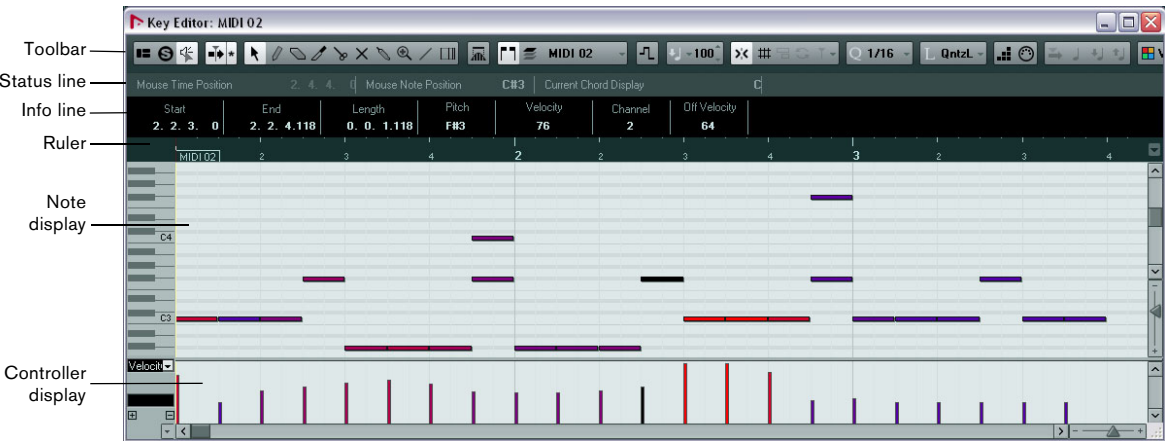 Key Editor: MIDI 02
Toolbar
MIDI 02
100
Q 1/16
L QntzL
Status line
Mouse Time Position 2. 4. 4. 0 Mouse Note Position C#3 Current Chord Display C
Info line
Start End Length Pitch Velocity Channel Off Velocity
2. 2. 3. 0 2. 2. 4.118 0. 0. 1.118 F#3 76 2 64
Ruler
MIDI 02 2 3 4 2 2 3 4 3 2 3 4
Note
display
C4
C3
Velocit
Controller
display